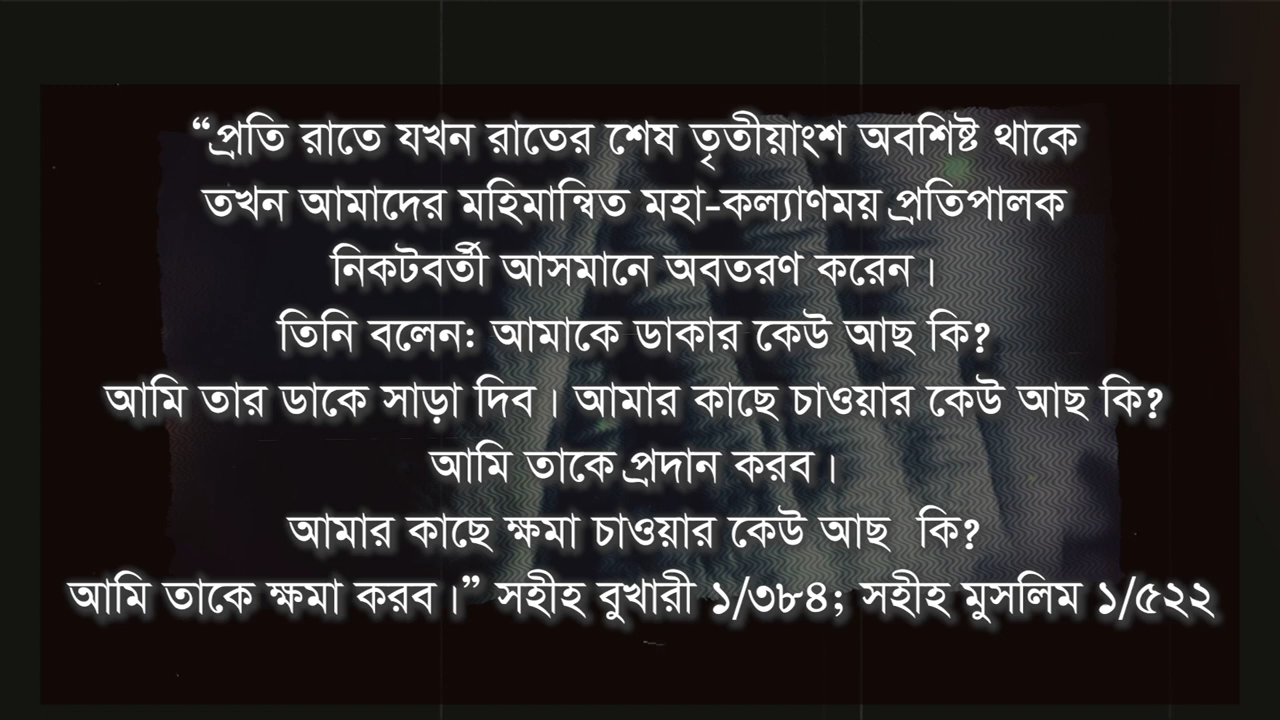 “প্রতি রাতে যখন রাতের শেষ তৃতীয়াংশ অবশিষ্ট থাকে
তখন আমাদের মহিমান্বিত মহা-কল্যাণময় প্রতিপালক
নিকটবর্তী আসমানে অবতরণ করেন।
তিনি বলেন: আমাকে ডাকার কেউ আছ কি?
আমি তার ডাকে সাড়া দিব। আমার কাছে চাওয়ার কেউ আছ কি?
আমি তাকে প্রদান করব।
আমার কাছে ক্ষমা চাওয়ার কেউ আছ কি?
আমি তাকে ক্ষমা করব।” সহীহ বুখারী ১/৩৮৪; সহীহ মুসলিম ১/৫২২